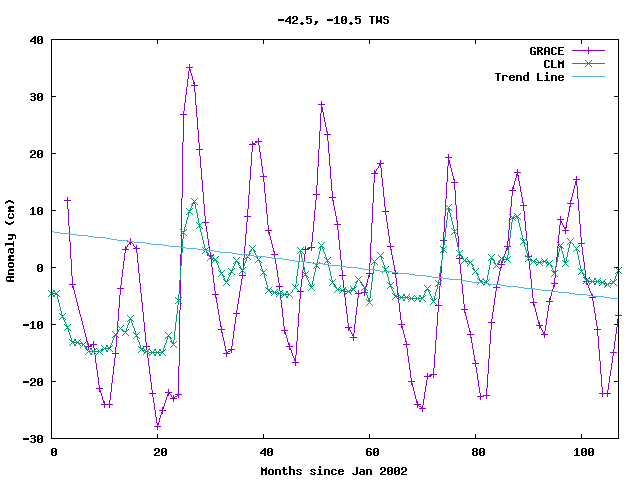 -42.5, -10.5 TWS
GRACE
CLM
Trend Line
40
30
20
10
0
-10
-20
-30
Anomaly (cm)
0 20 40 60 80 100
Months since Jan 2002